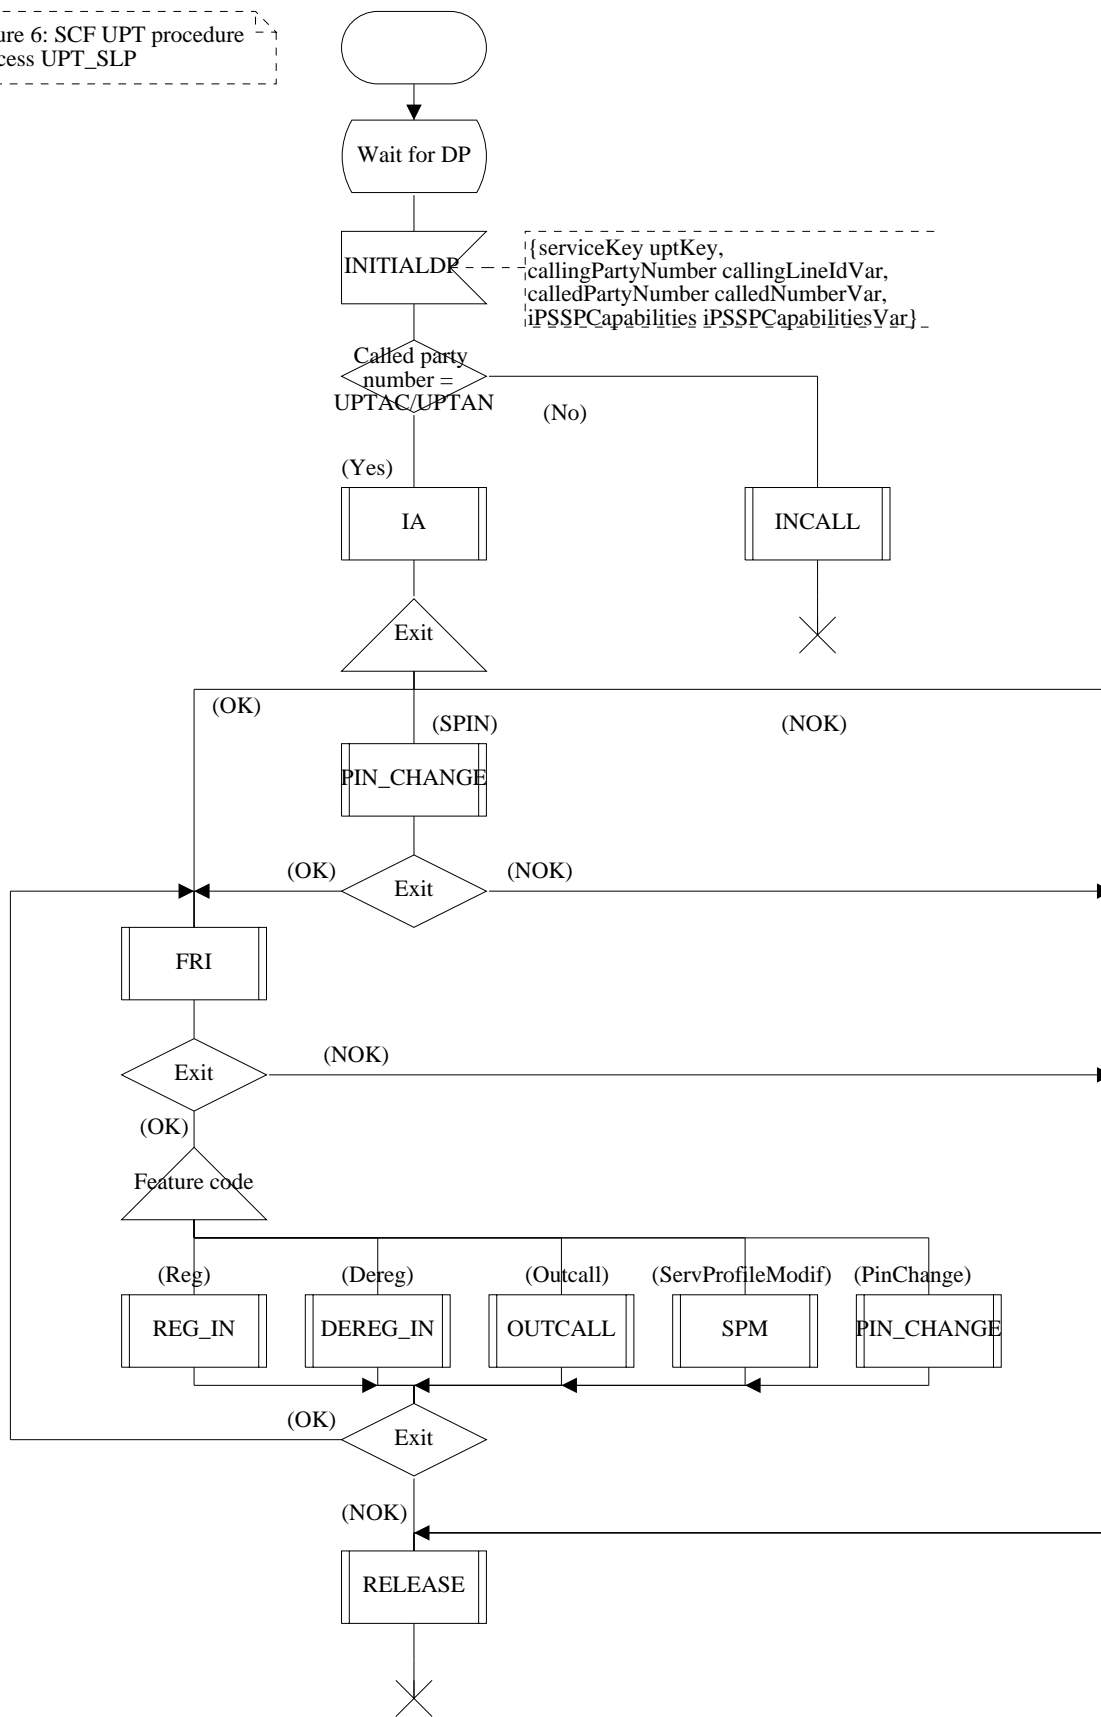 ure 6: SCF UPT procedure
cess UPT_SLP
Wait for DP
INITIALDP
{serviceKey uptKey,
callingPartyNumber callingLineIdVar,
calledPartyNumber calledNumberVar,
iPSSPCapabilities iPSSPCapabilitiesVar}
Called party
number =
UPTAC/UPTAN
(No)
(Yes)
IA
INCALL
Exit
(OK)
(SPIN)
(NOK)
PIN_CHANGE
(OK)
Exit
(NOK)
FRI
Exit
(NOK)
(OK)
Feature code
(Reg)
(Dereg)
(Outcall)
(ServProfileModif)
(PinChange)
REG_IN
DEREG_IN
OUTCALL
SPM
PIN_CHANGE
(OK)
Exit
(NOK)
RELEASE